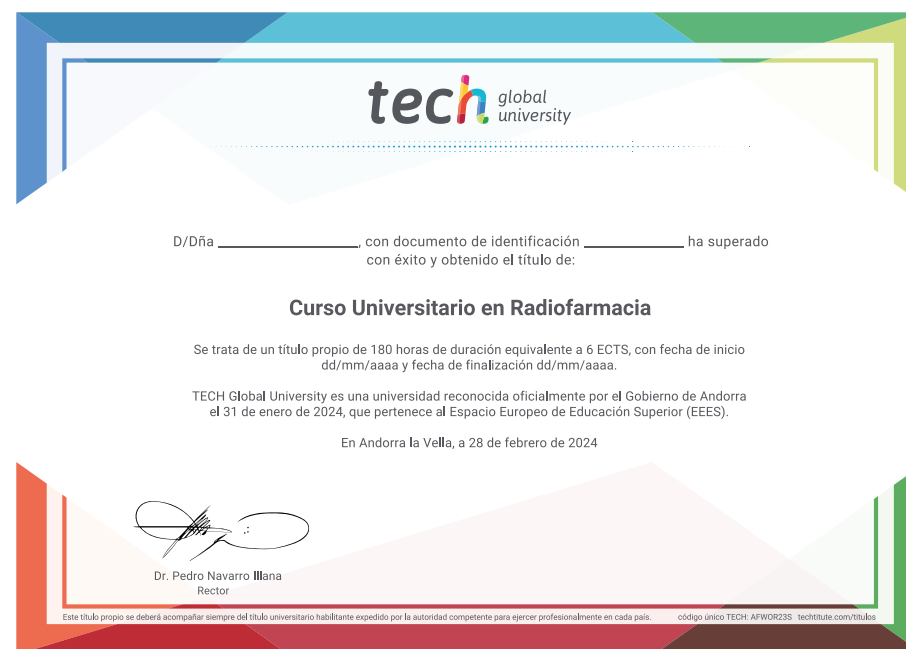 tech global
university
D/Dña ____________, con documento de identificación ____________ ha superado
con éxito y obtenido el título de:
Curso Universitario en Radiofarmacia
Se trata de un título propio de 180 horas de duración equivalente a 6 ECTS, con fecha de inicio
dd/mm/aaaa y fecha de finalización dd/mm/aaaa.
TECH Global University es una universidad reconocida oficialmente por el Gobierno de Andorra
el 31 de enero de 2024, que pertenece al Espacio Europeo de Educación Superior (EEES).
En Andorra la Vella, a 28 de febrero de 2024
Dr. Pedro Navarro Illana
Rector
Este título propio se deberá acompañar siempre del título universitario habilitante expedido por la autoridad competente para ejercer profesionalmente en cada país. código único TECH: AFWOR23S techtitute.com/titulos